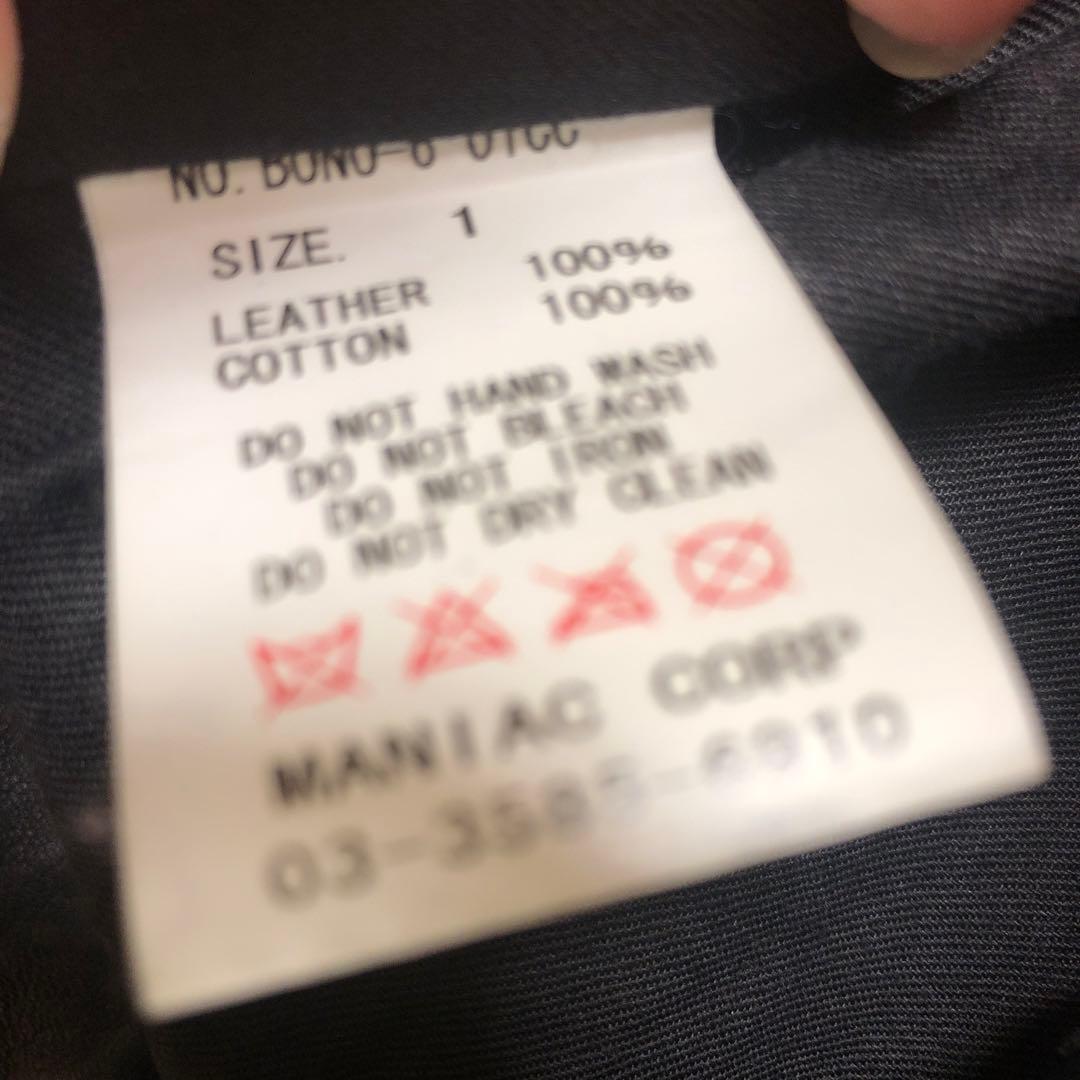 NO.
SIZE. 1
LEATHER 100%
COTTON 100%
DO NOT HAND WASH
DO NOT BLEACH
DO NOT IRON
DO NOT DRY CLEAN
MANIAC CORP